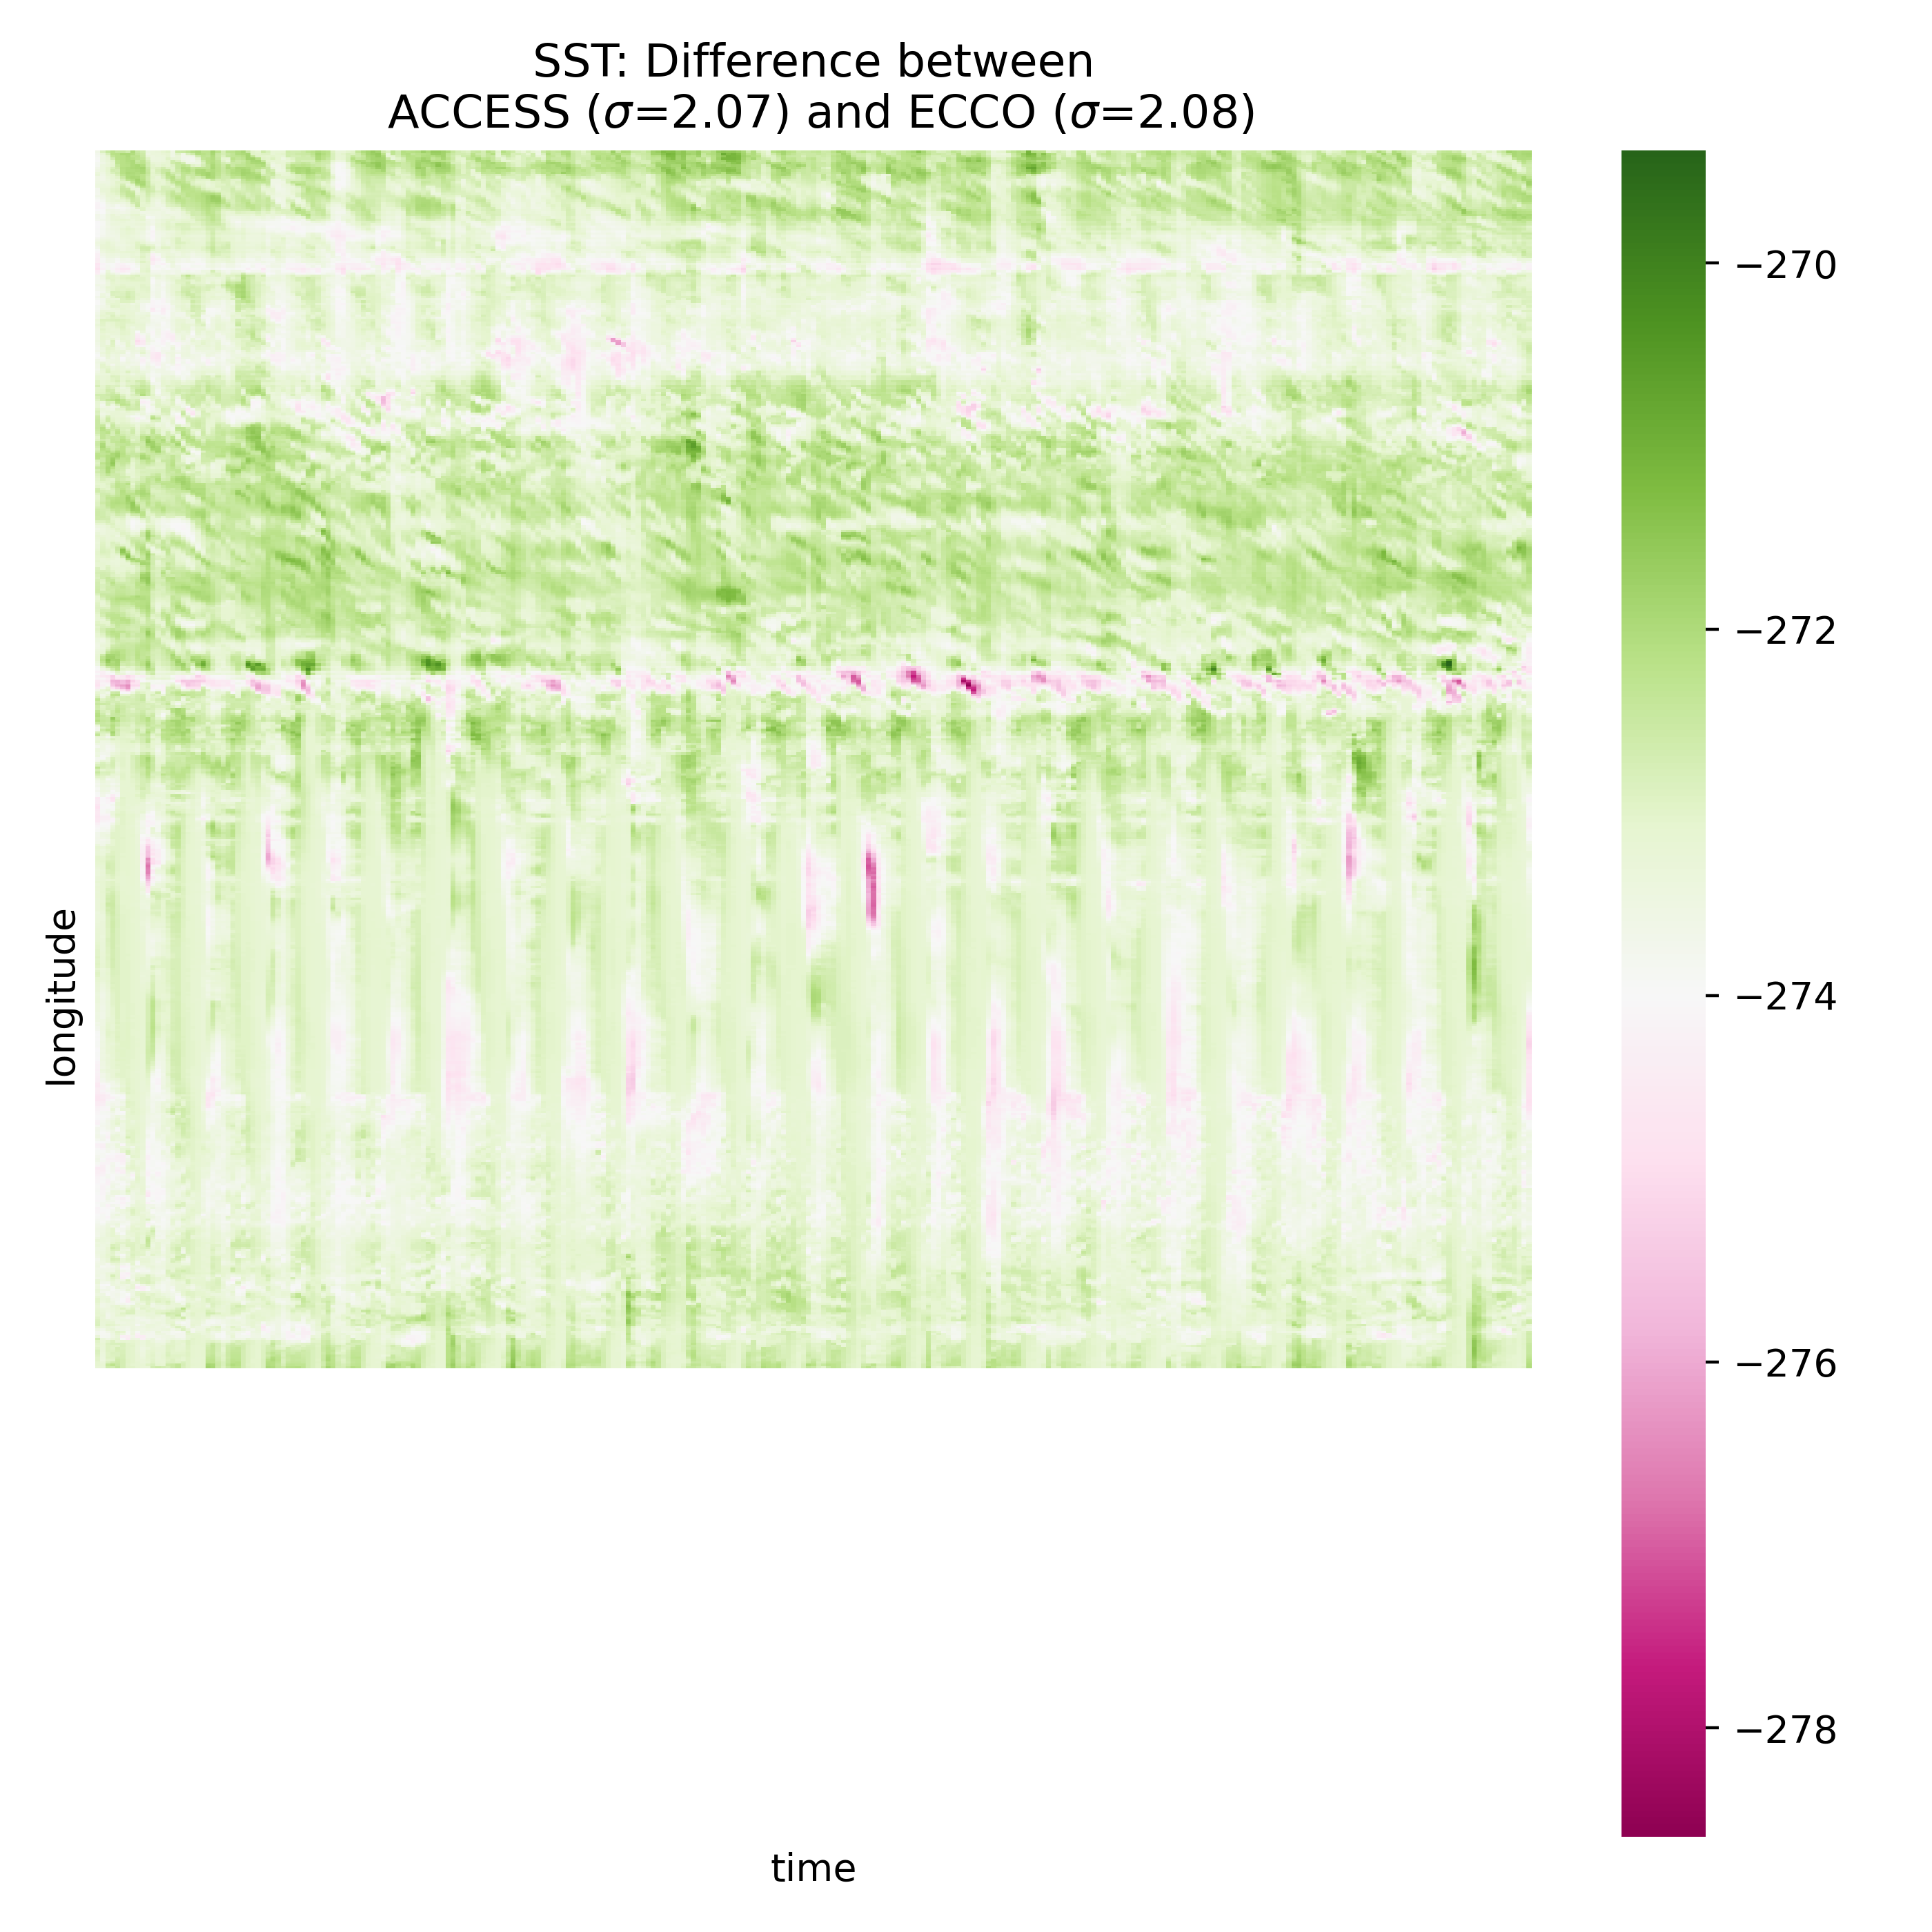 SST: Difference between
ACCESS (σ=2.07) and ECCO (σ=2.08)
longitude
time
−270
−272
−274
−276
−278